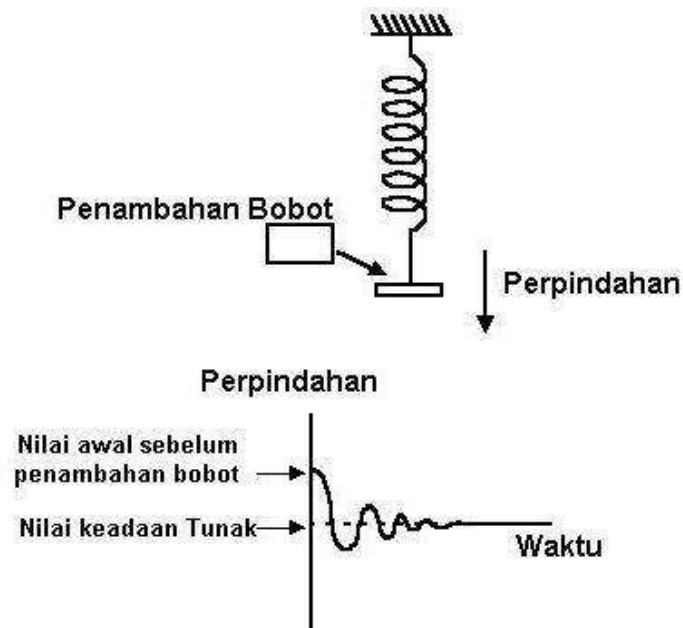 Penambahan Bobot
Perpindahan
Perpindahan
Nilai awal sebelum
penambahan bobot
Nilai keadaan Tunak
Waktu